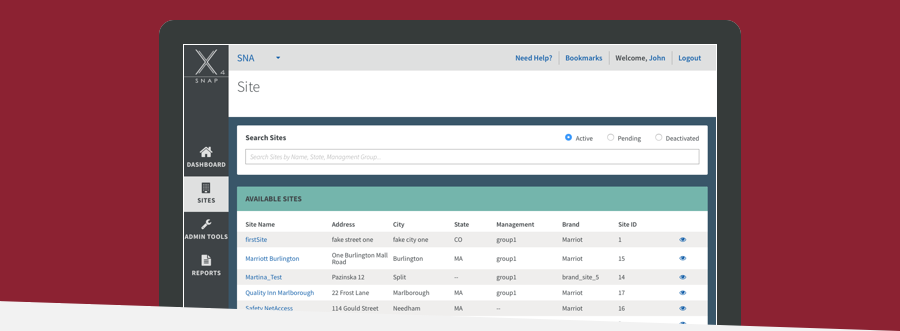 X4
SNAP
SNA
Need Help? Bookmarks Welcome, John Logout
Site
Search Sites Active Pending Deactivated
Search Sites by Name, State, Managment Group...
DASHBOARD
SITES
ADMIN TOOLS
REPORTS
AVAILABLE SITES
Site Name Address City State Management Brand Site ID
firstSite fake street one fake city one CO group1 Marriot 1
Marriott Burlington One Burlington Mall Road Burlington MA group1 Marriot 15
Martina_Test Pazinska 12 Split -- group1 brand_site_5 14
Quality Inn Marlborough 22 Frost Lane Marlborough MA group1 Marriot 17
Safety NetAccess 114 Gould Street Needham MA -- Marriot 16